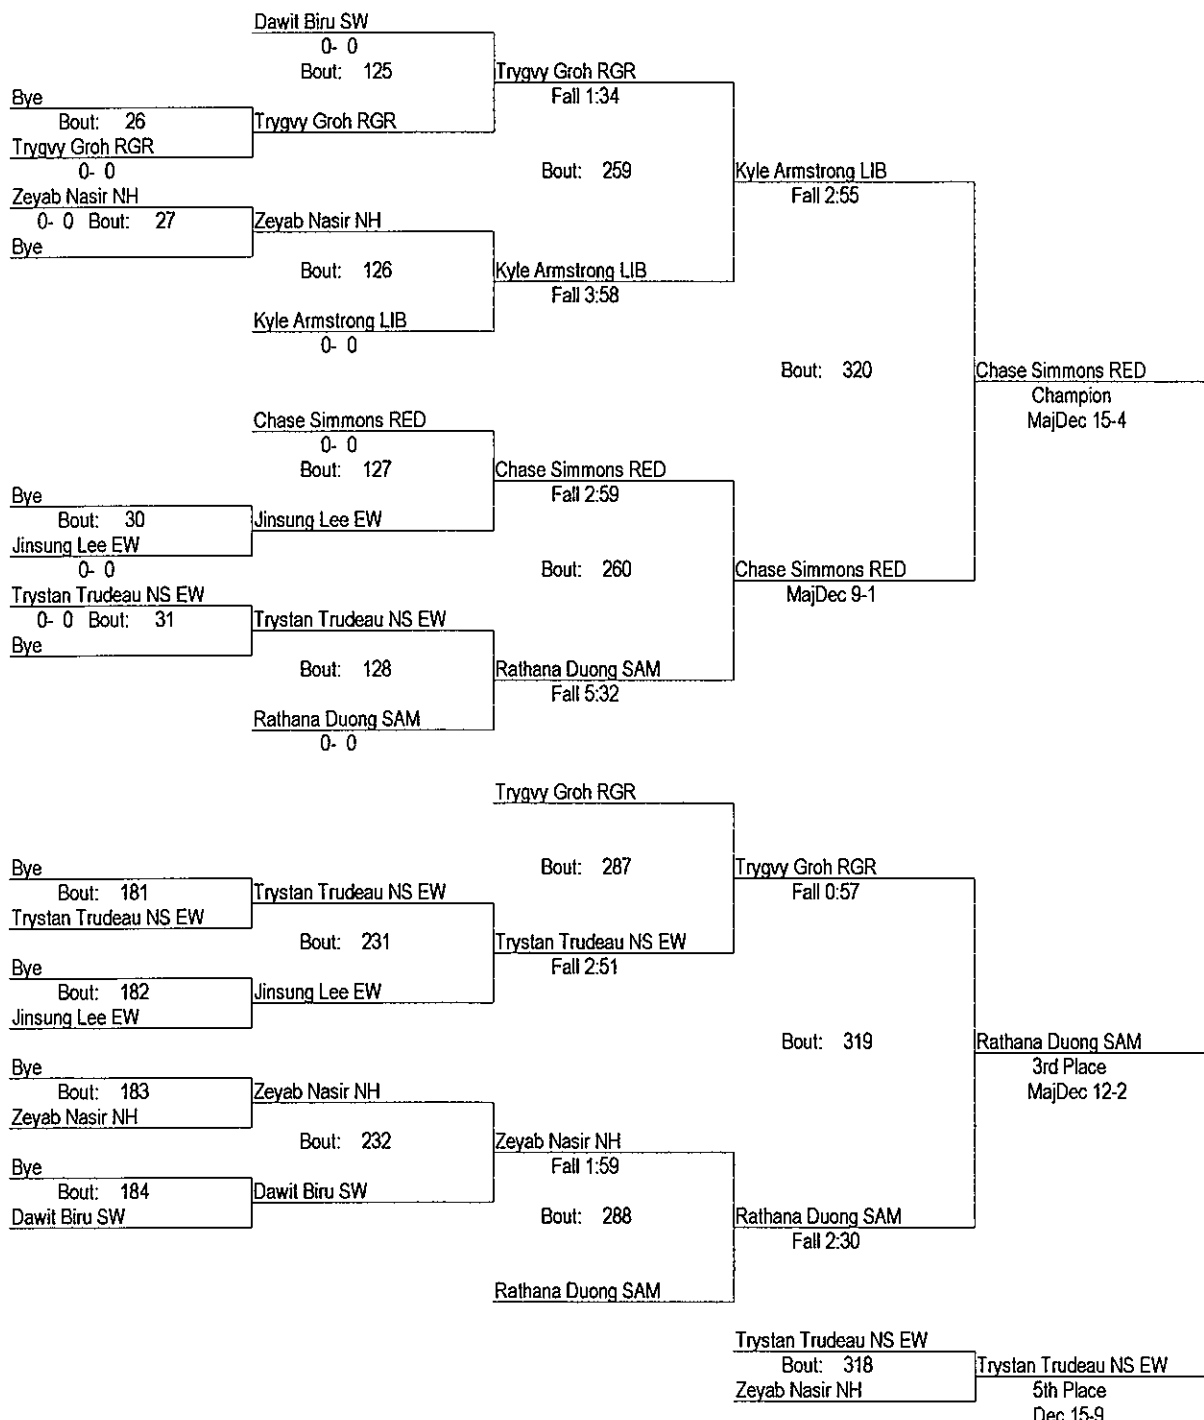 Dawit Biru SW
0- 0
Bout: 125
Trygvy Groh RGR
Fall 1:34
Bye
Bout: 26
Trygvy Groh RGR
Trygvy Groh RGR
0- 0
Bout: 259
Kyle Armstrong LIB
Fall 2:55
Zeyab Nasir NH
0- 0 Bout: 27
Zeyab Nasir NH
Bye
Bout: 126
Kyle Armstrong LIB
Fall 3:58
Kyle Armstrong LIB
0- 0
Bout: 320
Chase Simmons RED
Champion
MajDec 15-4
Chase Simmons RED
0- 0
Bout: 127
Chase Simmons RED
Fall 2:59
Bye
Bout: 30
Jinsung Lee EW
Jinsung Lee EW
0- 0
Bout: 260
Chase Simmons RED
MajDec 9-1
Trystan Trudeau NS EW
0- 0 Bout: 31
Trystan Trudeau NS EW
Bye
Bout: 128
Rathana Duong SAM
Fall 5:32
Rathana Duong SAM
0- 0
Trygvy Groh RGR
Bout: 287
Trygvy Groh RGR
Fall 0:57
Bye
Bout: 181
Trystan Trudeau NS EW
Trystan Trudeau NS EW
Bout: 231
Trystan Trudeau NS EW
Fall 2:51
Bye
Bout: 182
Jinsung Lee EW
Jinsung Lee EW
Bout: 319
Rathana Duong SAM
3rd Place
MajDec 12-2
Bye
Bout: 183
Zeyab Nasir NH
Zeyab Nasir NH
Bout: 232
Zeyab Nasir NH
Fall 1:59
Bye
Bout: 184
Dawit Biru SW
Dawit Biru SW
Bout: 288
Rathana Duong SAM
Fall 2:30
Rathana Duong SAM
Trystan Trudeau NS EW
Bout: 318
Zeyab Nasir NH
Trystan Trudeau NS EW
5th Place
Dec 15-9